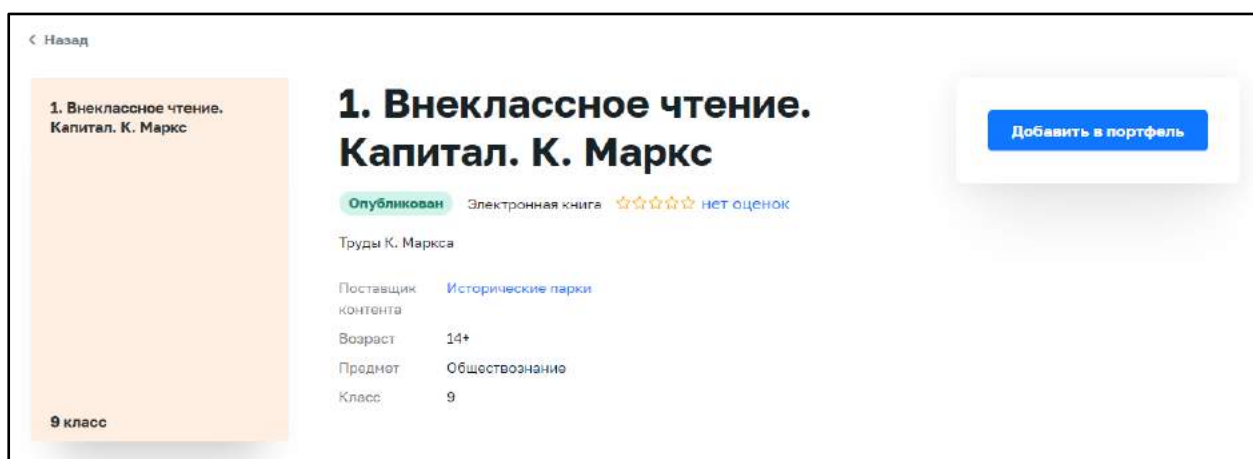 Назад
1. Внеклассное чтение.
Капитал. К. Маркс
9 класс
1. Внеклассное чтение.
Капитал. К. Маркс
Опубликован Электронная книга нет оценок
Труды К. Маркса
Поставщик контента Исторические парки
Возраст 14+
Предмет Обществознание
Класс 9
Добавить в портфель